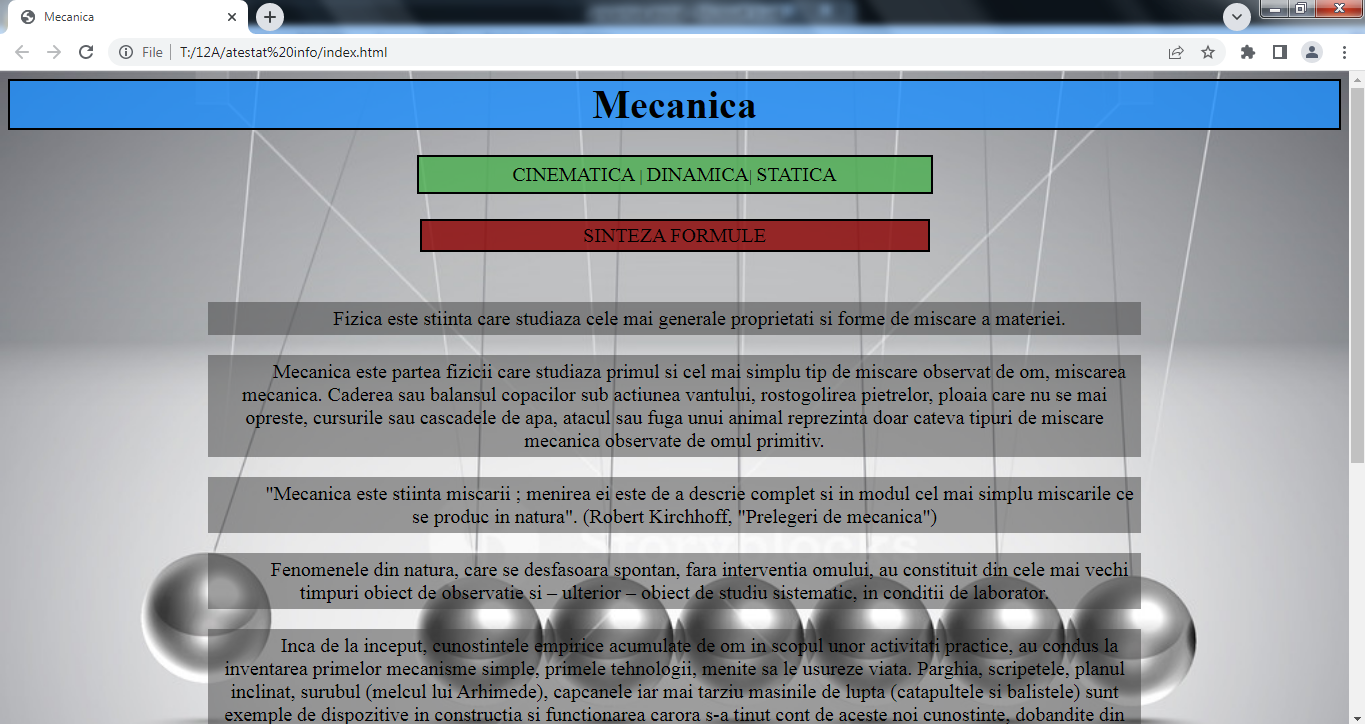 Mecanica
File | T:/12A/atestat%20info/index.html
Mecanica
CINEMATICA | DINAMICA| STATICA
SINTEZA FORMULE
Fizica este stiinta care studiaza cele mai generale proprietati si forme de miscare a materiei.
Mecanica este partea fizicii care studiaza primul si cel mai simplu tip de miscare observat de om, miscarea
mecanica. Caderea sau balansul copacilor sub actiunea vantului, rostogolirea pietrelor, ploaia care nu se mai
opreste, cursurile sau cascadele de apa, atacul sau fuga unui animal reprezinta doar cateva tipuri de miscare
mecanica observate de omul primitiv.
"Mecanica este stiinta miscarii ; menirea ei este de a descrie complet si in modul cel mai simplu miscarile ce
se produc in natura". (Robert Kirchhoff, "Prelegeri de mecanica")
Storyblocks
Fenomenele din natura, care se desfasoara spontan, fara interventia omului, au constituit din cele mai vechi
timpuri obiect de observatie si – ulterior – obiect de studiu sistematic, in conditii de laborator.
Inca de la inceput, cunostintele empirice acumulate de om in scopul unor activitati practice, au condus la
inventarea primelor mecanisme simple, primele tehnologii, menite sa le usureze viata. Parghia, scripetele, planul
inclinat, surubul (melcul lui Arhimede), capcanele iar mai tarziu masinile de lupta (catapultele si balistele) sunt
exemple de dispozitive in constructia si functionarea carora s-a tinut cont de aceste noi cunostinte, dobandite din